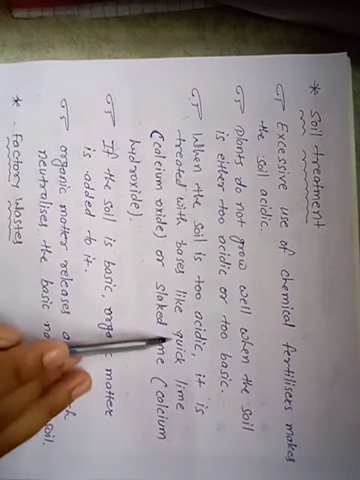 * Soil treatment
Excessive use of chemical fertilisers makes
the soil acidic.
Plants do not grow well when the soil
is either too acidic or too basic.
When the soil is too acidic, it is
treated with bases like quick lime
(calcium oxide) or slaked (calcium
hydroxide).
If the soil is basic, matter
is added to it.
organic matter releases
neutralises the basic soil.
* Factory Wastes